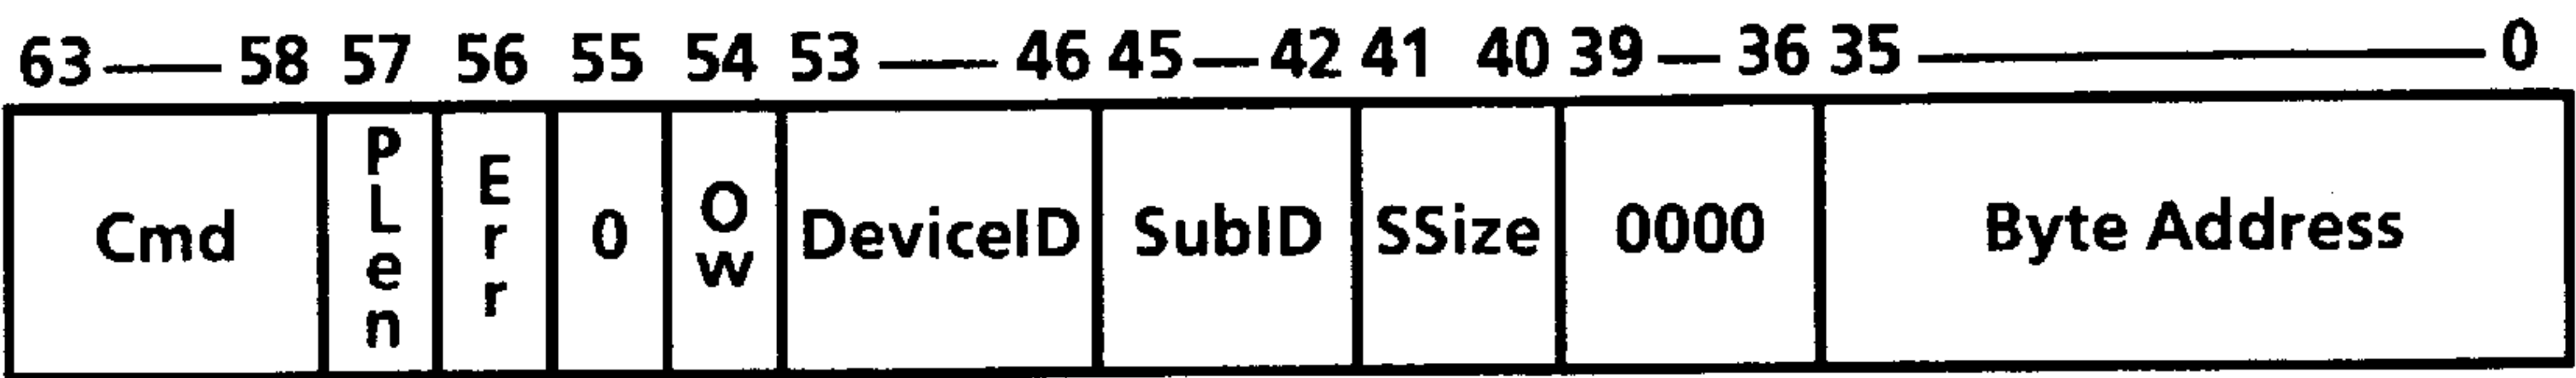 63 — 58 57 56 55 54 53 — 46 45 — 42 41 40 39 — 36 35 — 0
Cmd PLen Err 0 Ow DeviceID SubID SSize 0000 Byte Address